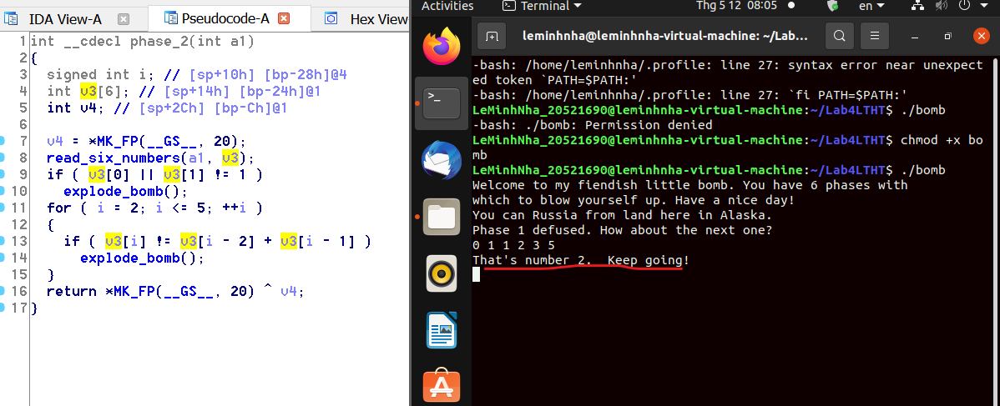 IDA View-A
Pseudocode-A
Hex View
1 int __cdecl phase_2(int a1)
2 {
3 signed int i; // [sp+10h] [bp-28h]@4
4 int v3[6]; // [sp+14h] [bp-24h]@1
5 int v4; // [sp+2Ch] [bp-Ch]@1
6
7 v4 = *MK_FP(__GS__, 20);
8 read_six_numbers(a1, v3);
9 if ( v3[0] || v3[1] != 1 )
10 explode_bomb();
11 for ( i = 2; i <= 5; ++i )
12 {
13 if ( v3[i] != v3[i - 2] + v3[i - 1] )
14 explode_bomb();
15 }
16 return *MK_FP(__GS__, 20) ^ v4;
17 }
Activities Terminal Thg 5 12 08:05 en
leminhnha@leminhnha-virtual-machine: ~/Lab...
-bash: /home/leminhnha/.profile: line 27: syntax error near unexpect
ed token `PATH=$PATH:'
-bash: /home/leminhnha/.profile: line 27: `fi PATH=$PATH:'
LeMinhNha_20521690@leminhnha-virtual-machine:~/Lab4LTHT$ ./bomb
-bash: ./bomb: Permission denied
LeMinhNha_20521690@leminhnha-virtual-machine:~/Lab4LTHT$ chmod +x bo
mb
LeMinhNha_20521690@leminhnha-virtual-machine:~/Lab4LTHT$ ./bomb
Welcome to my fiendish little bomb. You have 6 phases with
which to blow yourself up. Have a nice day!
You can Russia from land here in Alaska.
Phase 1 defused. How about the next one?
0 1 1 2 3 5
That's number 2.  Keep going!